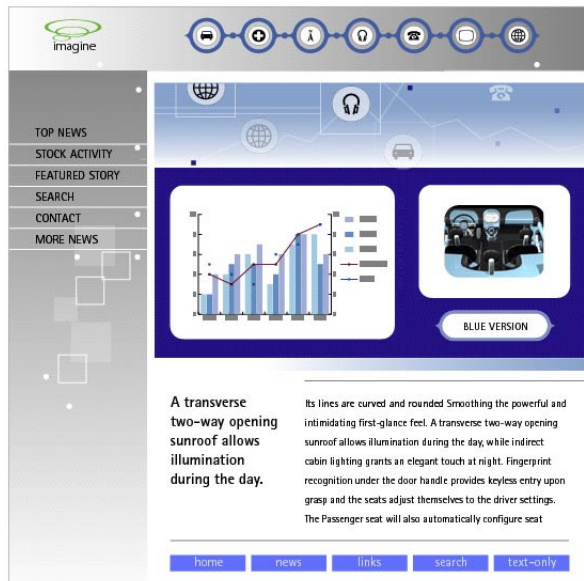 imagine
TOP NEWS
STOCK ACTIVITY
FEATURED STORY
SEARCH
CONTACT
MORE NEWS
BLUE VERSION
A transverse
two-way opening
sunroof allows
illumination
during the day.
Its lines are curved and rounded Smoothing the powerful and
intimidating first-glance feel. A transverse two-way opening
sunroof allows illumination during the day, while indirect
cabin lighting grants an elegant touch at night. Fingerprint
recognition under the door handle provides keyless entry upon
grasp and the seats adjust themselves to the driver settings.
The Passenger seat will also automatically configure seat
home news links search text-only